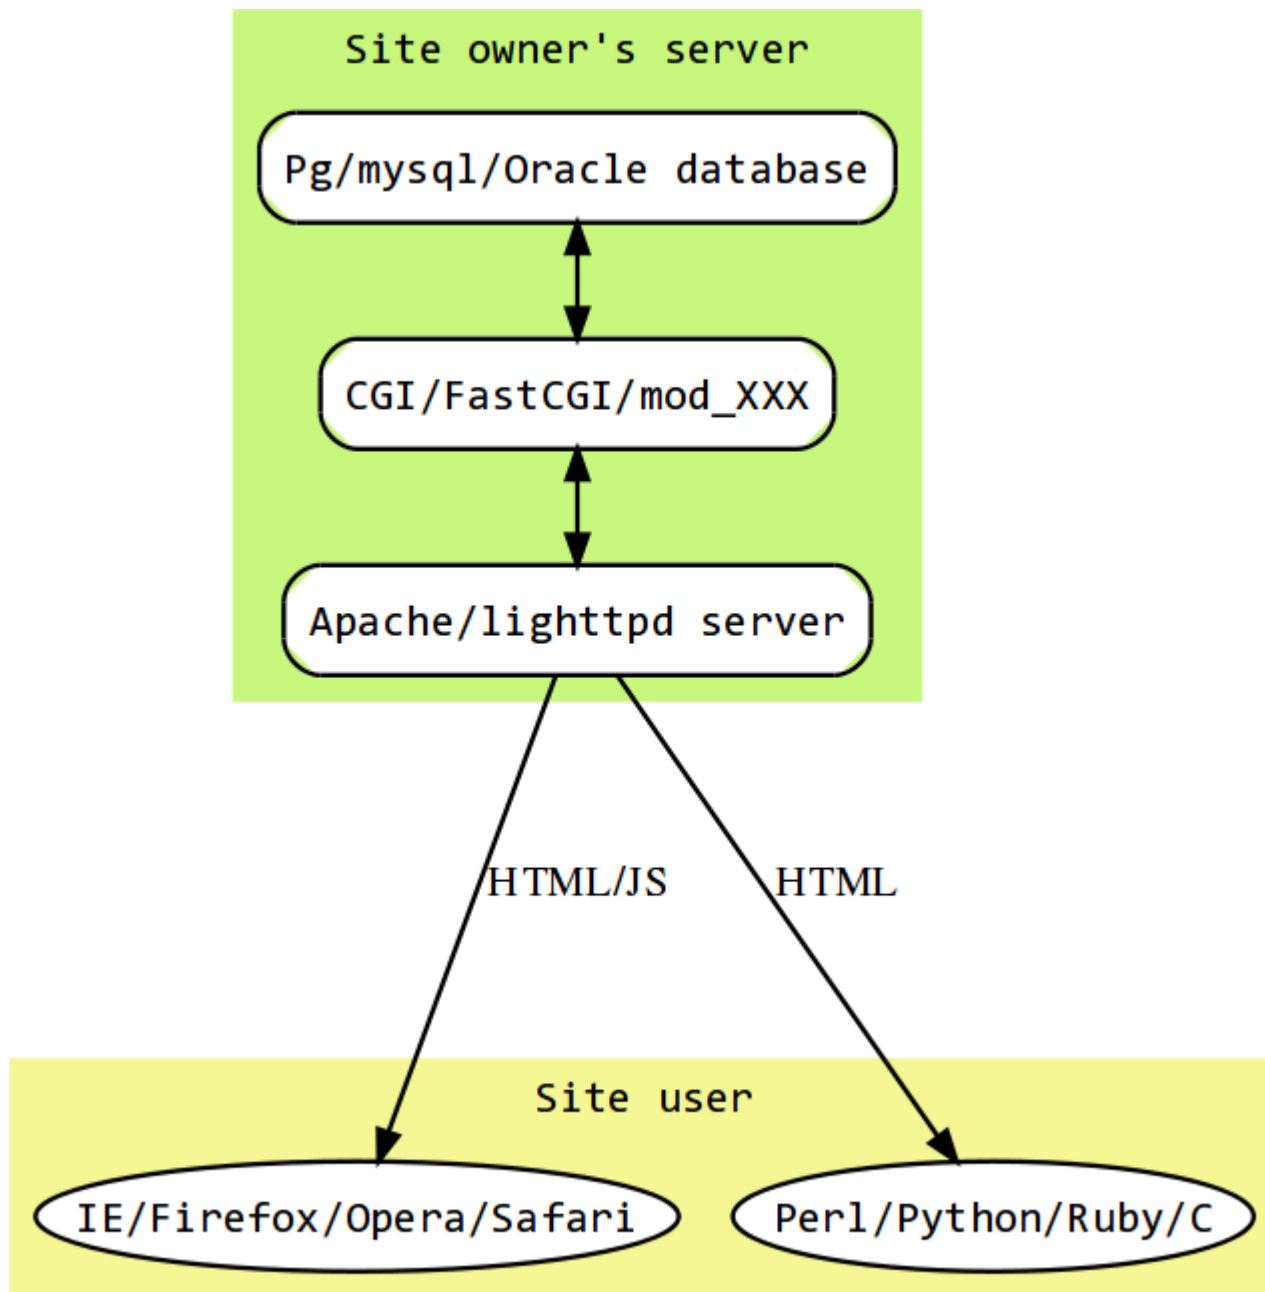 Site owner's server
Pg/mysql/Oracle database
CGI/FastCGI/mod_XXX
Apache/lighttpd server
HTML/JS
HTML
Site user
IE/Firefox/Opera/Safari
Perl/Python/Ruby/C